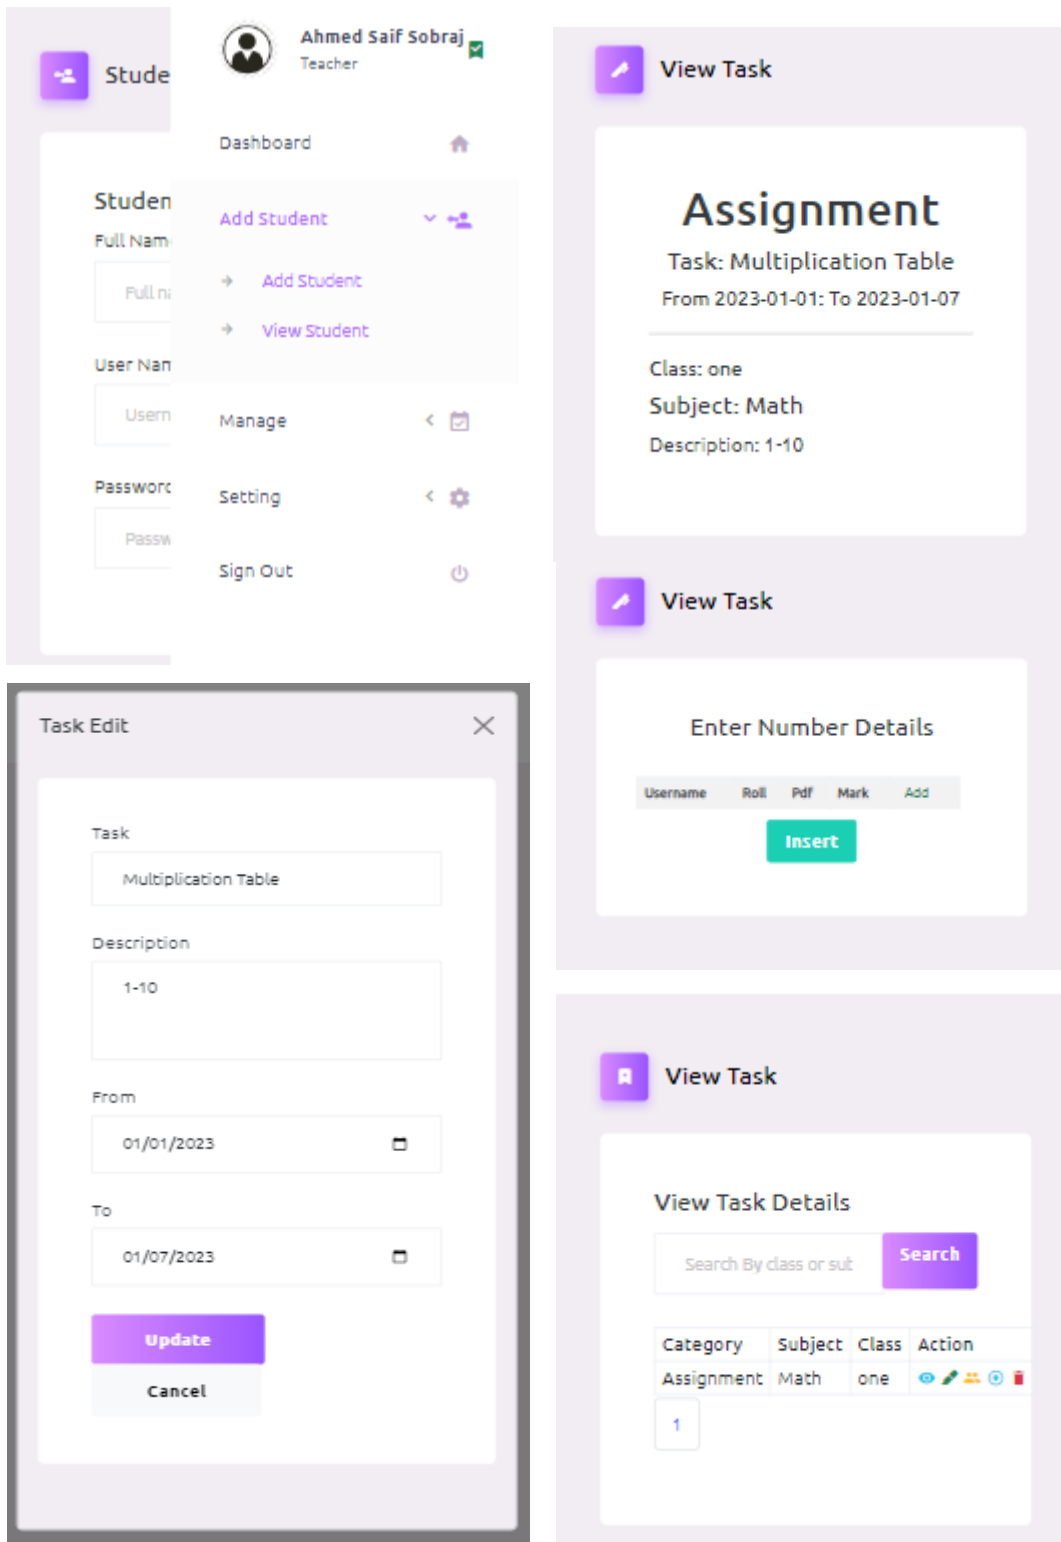 Stude
Studen
Full Nam
Full na
User Nan
Usern
Password
Passw
Ahmed Saif Sobraj
Teacher
Dashboard
Add Student
Add Student
View Student
Manage
Setting
Sign Out
Task Edit
Task
Multiplication Table
Description
1-10
From
01/01/2023
To
01/07/2023
Update
Cancel
View Task
Assignment
Task: Multiplication Table
From 2023-01-01: To 2023-01-07
Class: one
Subject: Math
Description: 1-10
View Task
Enter Number Details
Username Roll Pdf Mark Add
Insert
View Task
View Task Details
Search By class or sub Search
Category Subject Class Action
Assignment Math one
1